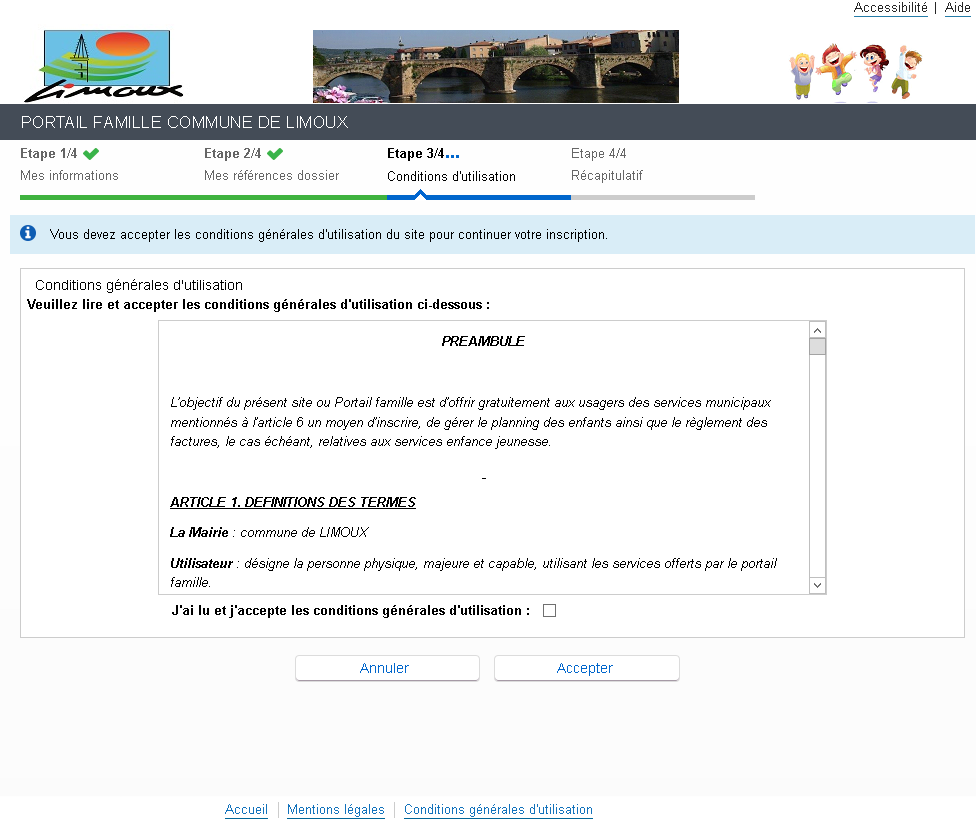 Accessibilité | Aide
Limoux
PORTAIL FAMILLE COMMUNE DE LIMOUX
Etape 1/4
Mes informations
Etape 2/4
Mes références dossier
Etape 3/4...
Conditions d'utilisation
Etape 4/4
Récapitulatif
Vous devez accepter les conditions générales d'utilisation du site pour continuer votre inscription.
Conditions générales d'utilisation
Veuillez lire et accepter les conditions générales d'utilisation ci-dessous :
PREAMBULE
L'objectif du présent site ou Portail famille est d'offrir gratuitement aux usagers des services municipaux
mentionnés à l'article 6 un moyen d'inscrire, de gérer le planning des enfants ainsi que le règlement des
factures, le cas échéant, relatives aux services enfance jeunesse.
-
ARTICLE 1. DEFINITIONS DES TERMES
La Mairie : commune de LIMOUX
Utilisateur : désigne la personne physique, majeure et capable, utilisant les services offerts par le portail
famille.
J'ai lu et j'accepte les conditions générales d'utilisation :
Annuler
Accepter
Accueil | Mentions légales | Conditions générales d'utilisation